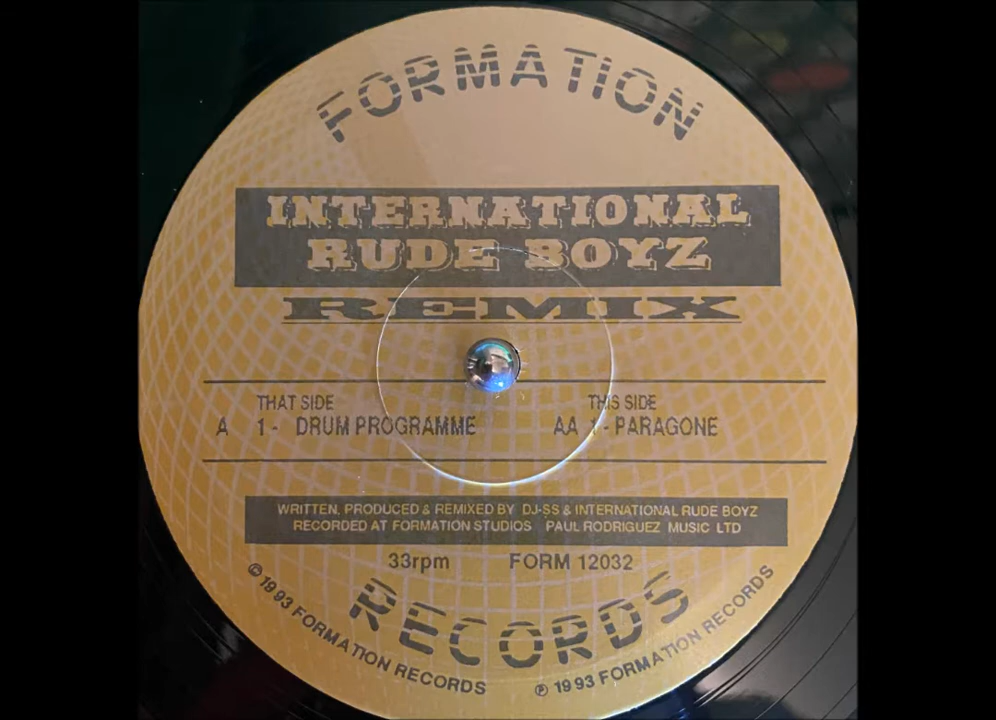 FORMATION
INTERNATIONAL
RUDE BOYZ
REMIX
THAT SIDE THIS SIDE
A 1 - DRUM PROGRAMME AA 1 - PARAGONE
WRITTEN, PRODUCED & REMIXED BY DJ-SS & INTERNATIONAL RUDE BOYZ
RECORDED AT FORMATION STUDIOS PAUL RODRIGUEZ MUSIC LTD
33rpm FORM 12032
RECORDS
© 1993 FORMATION RECORDS ℗ 1993 FORMATION RECORDS